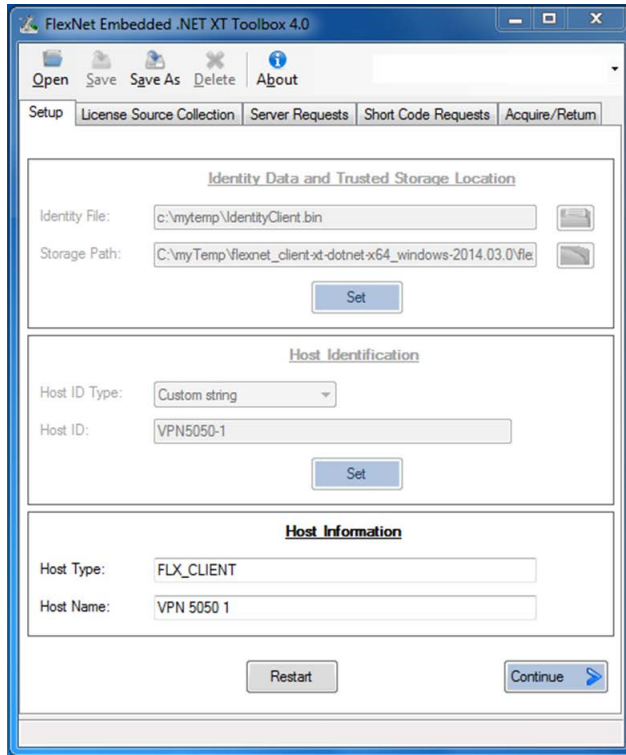 FlexNet Embedded .NET XT Toolbox 4.0
Open Save Save As Delete About
Setup License Source Collection Server Requests Short Code Requests Acquire/Return
Identity Data and Trusted Storage Location
Identity File: c:\mytemp\IdentityClient.bin
Storage Path: C:\myTemp\flexnet_client-xt-dotnet-x64_windows-2014.03.0\fle
Set
Host Identification
Host ID Type: Custom string
Host ID: VPN5050-1
Set
Host Information
Host Type: FLX_CLIENT
Host Name: VPN 5050 1
Restart Continue